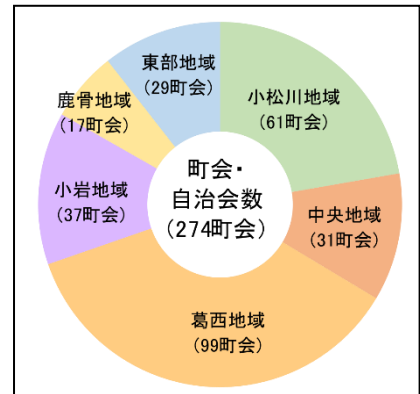 東部地域
(29町会)
小松川地域
(61町会)
鹿骨地域
(17町会)
町会・
自治会数
(274町会)
小岩地域
(37町会)
中央地域
(31町会)
葛西地域
(99町会)